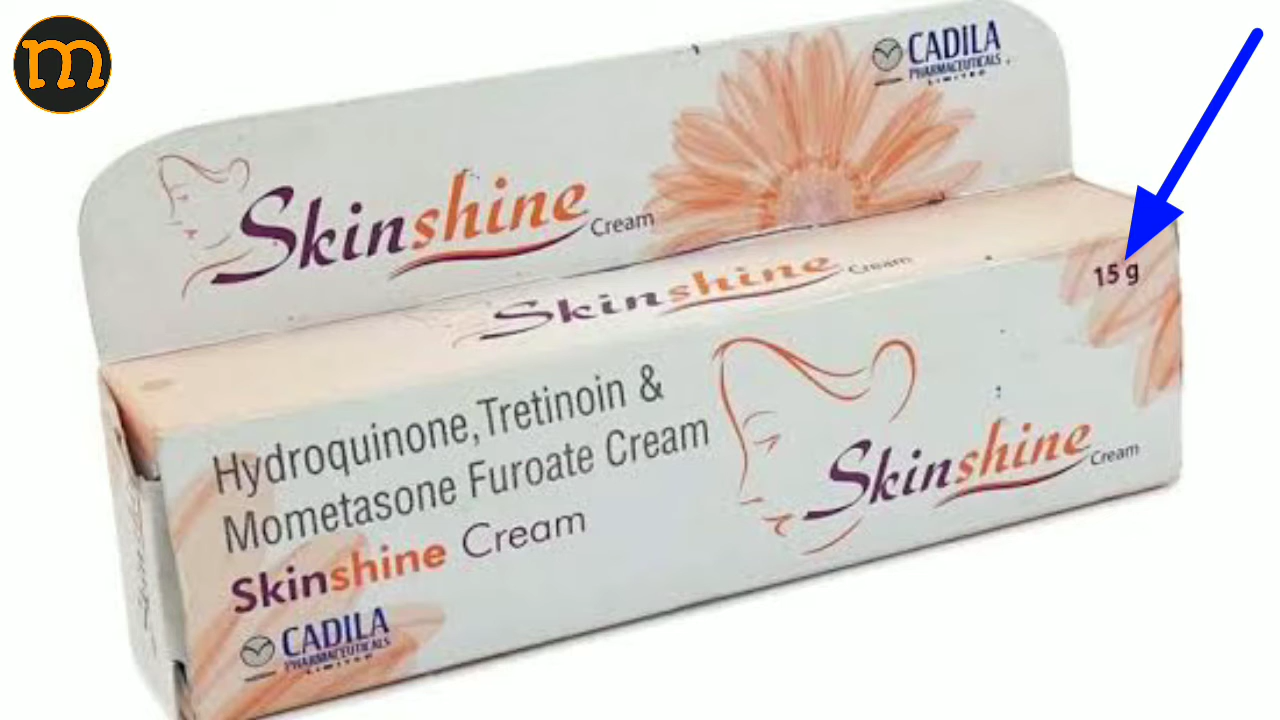 m
CADILA
PHARMACEUTICALS
LIMITED
Skinshine Cream
Skinshine Cream
15 g
Hydroquinone, Tretinoin &
Mometasone Furoate Cream
Skinshine Cream
Skinshine Cream
CADILA
PHARMACEUTICALS
LIMITED